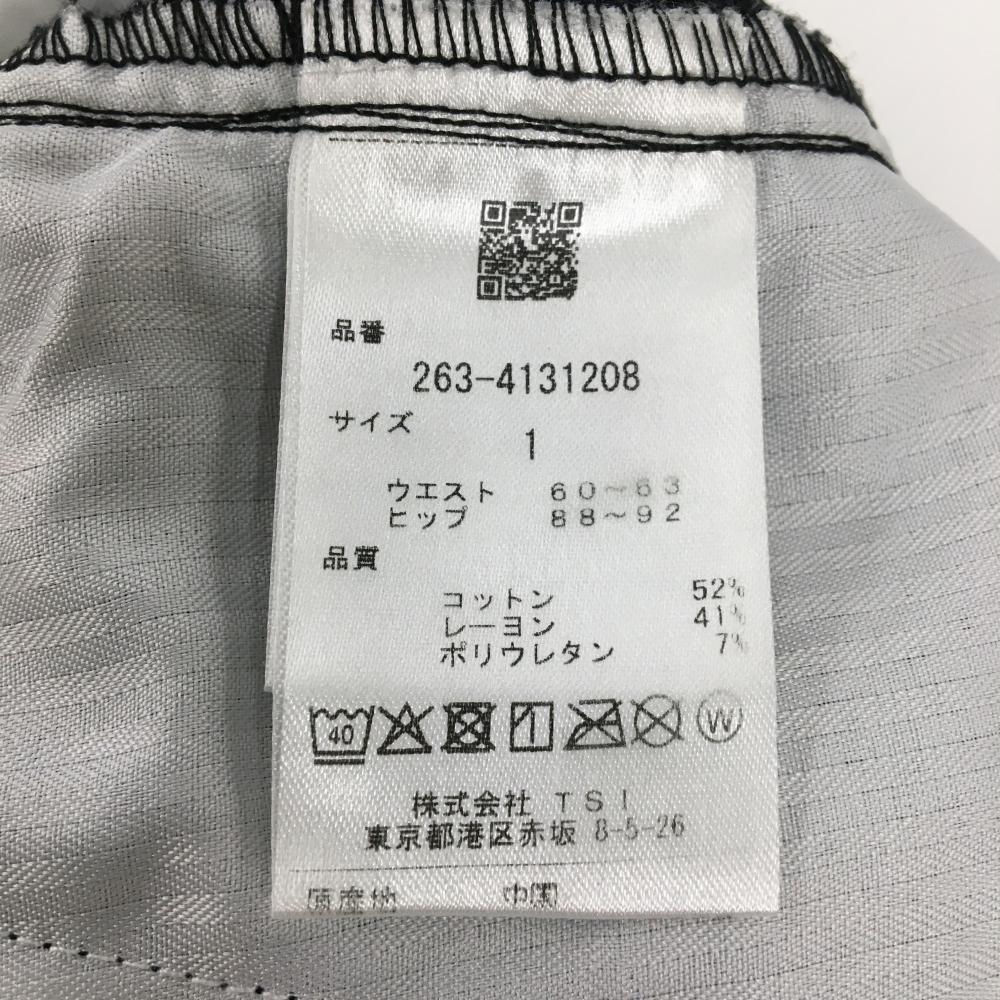 品番
263-4131208
サイズ
1
ウエスト 60～63
ヒップ 88～92
品質
コットン 52%
レーヨン 41%
ポリウレタン 7%
40
W
株式会社 TSI
東京都港区赤坂 8-5-26
原産地 中国